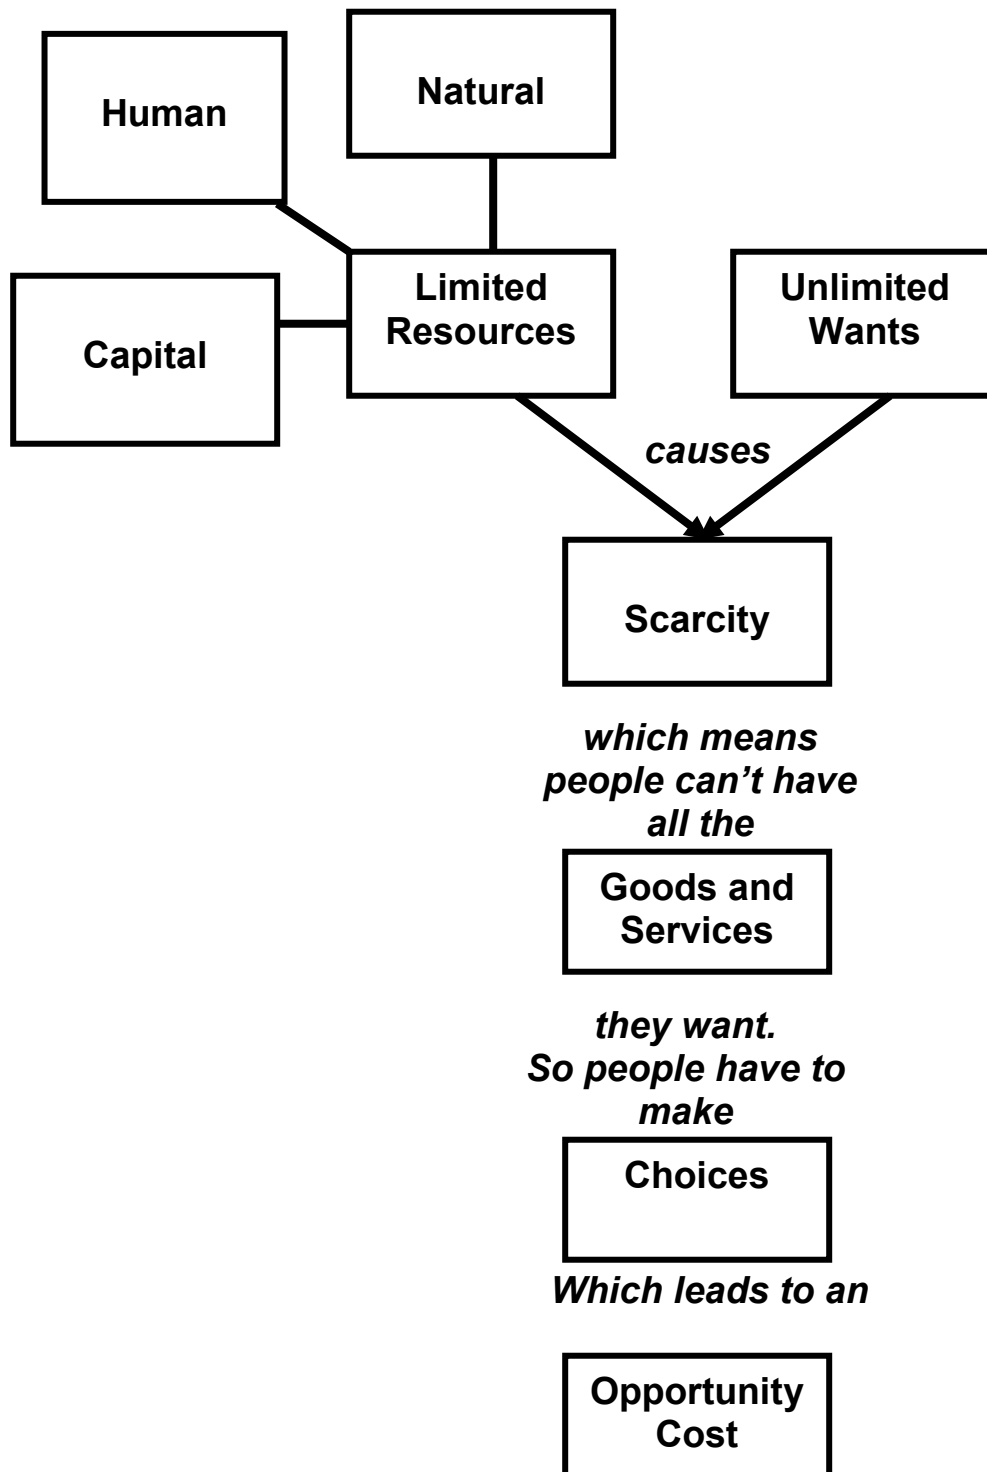 Natural
Human
Limited
Resources
Unlimited
Wants
Capital
causes
Scarcity
which means
people can’t have
all the
Goods and
Services
they want.
So people have to
make
Choices
Which leads to an
Opportunity
Cost